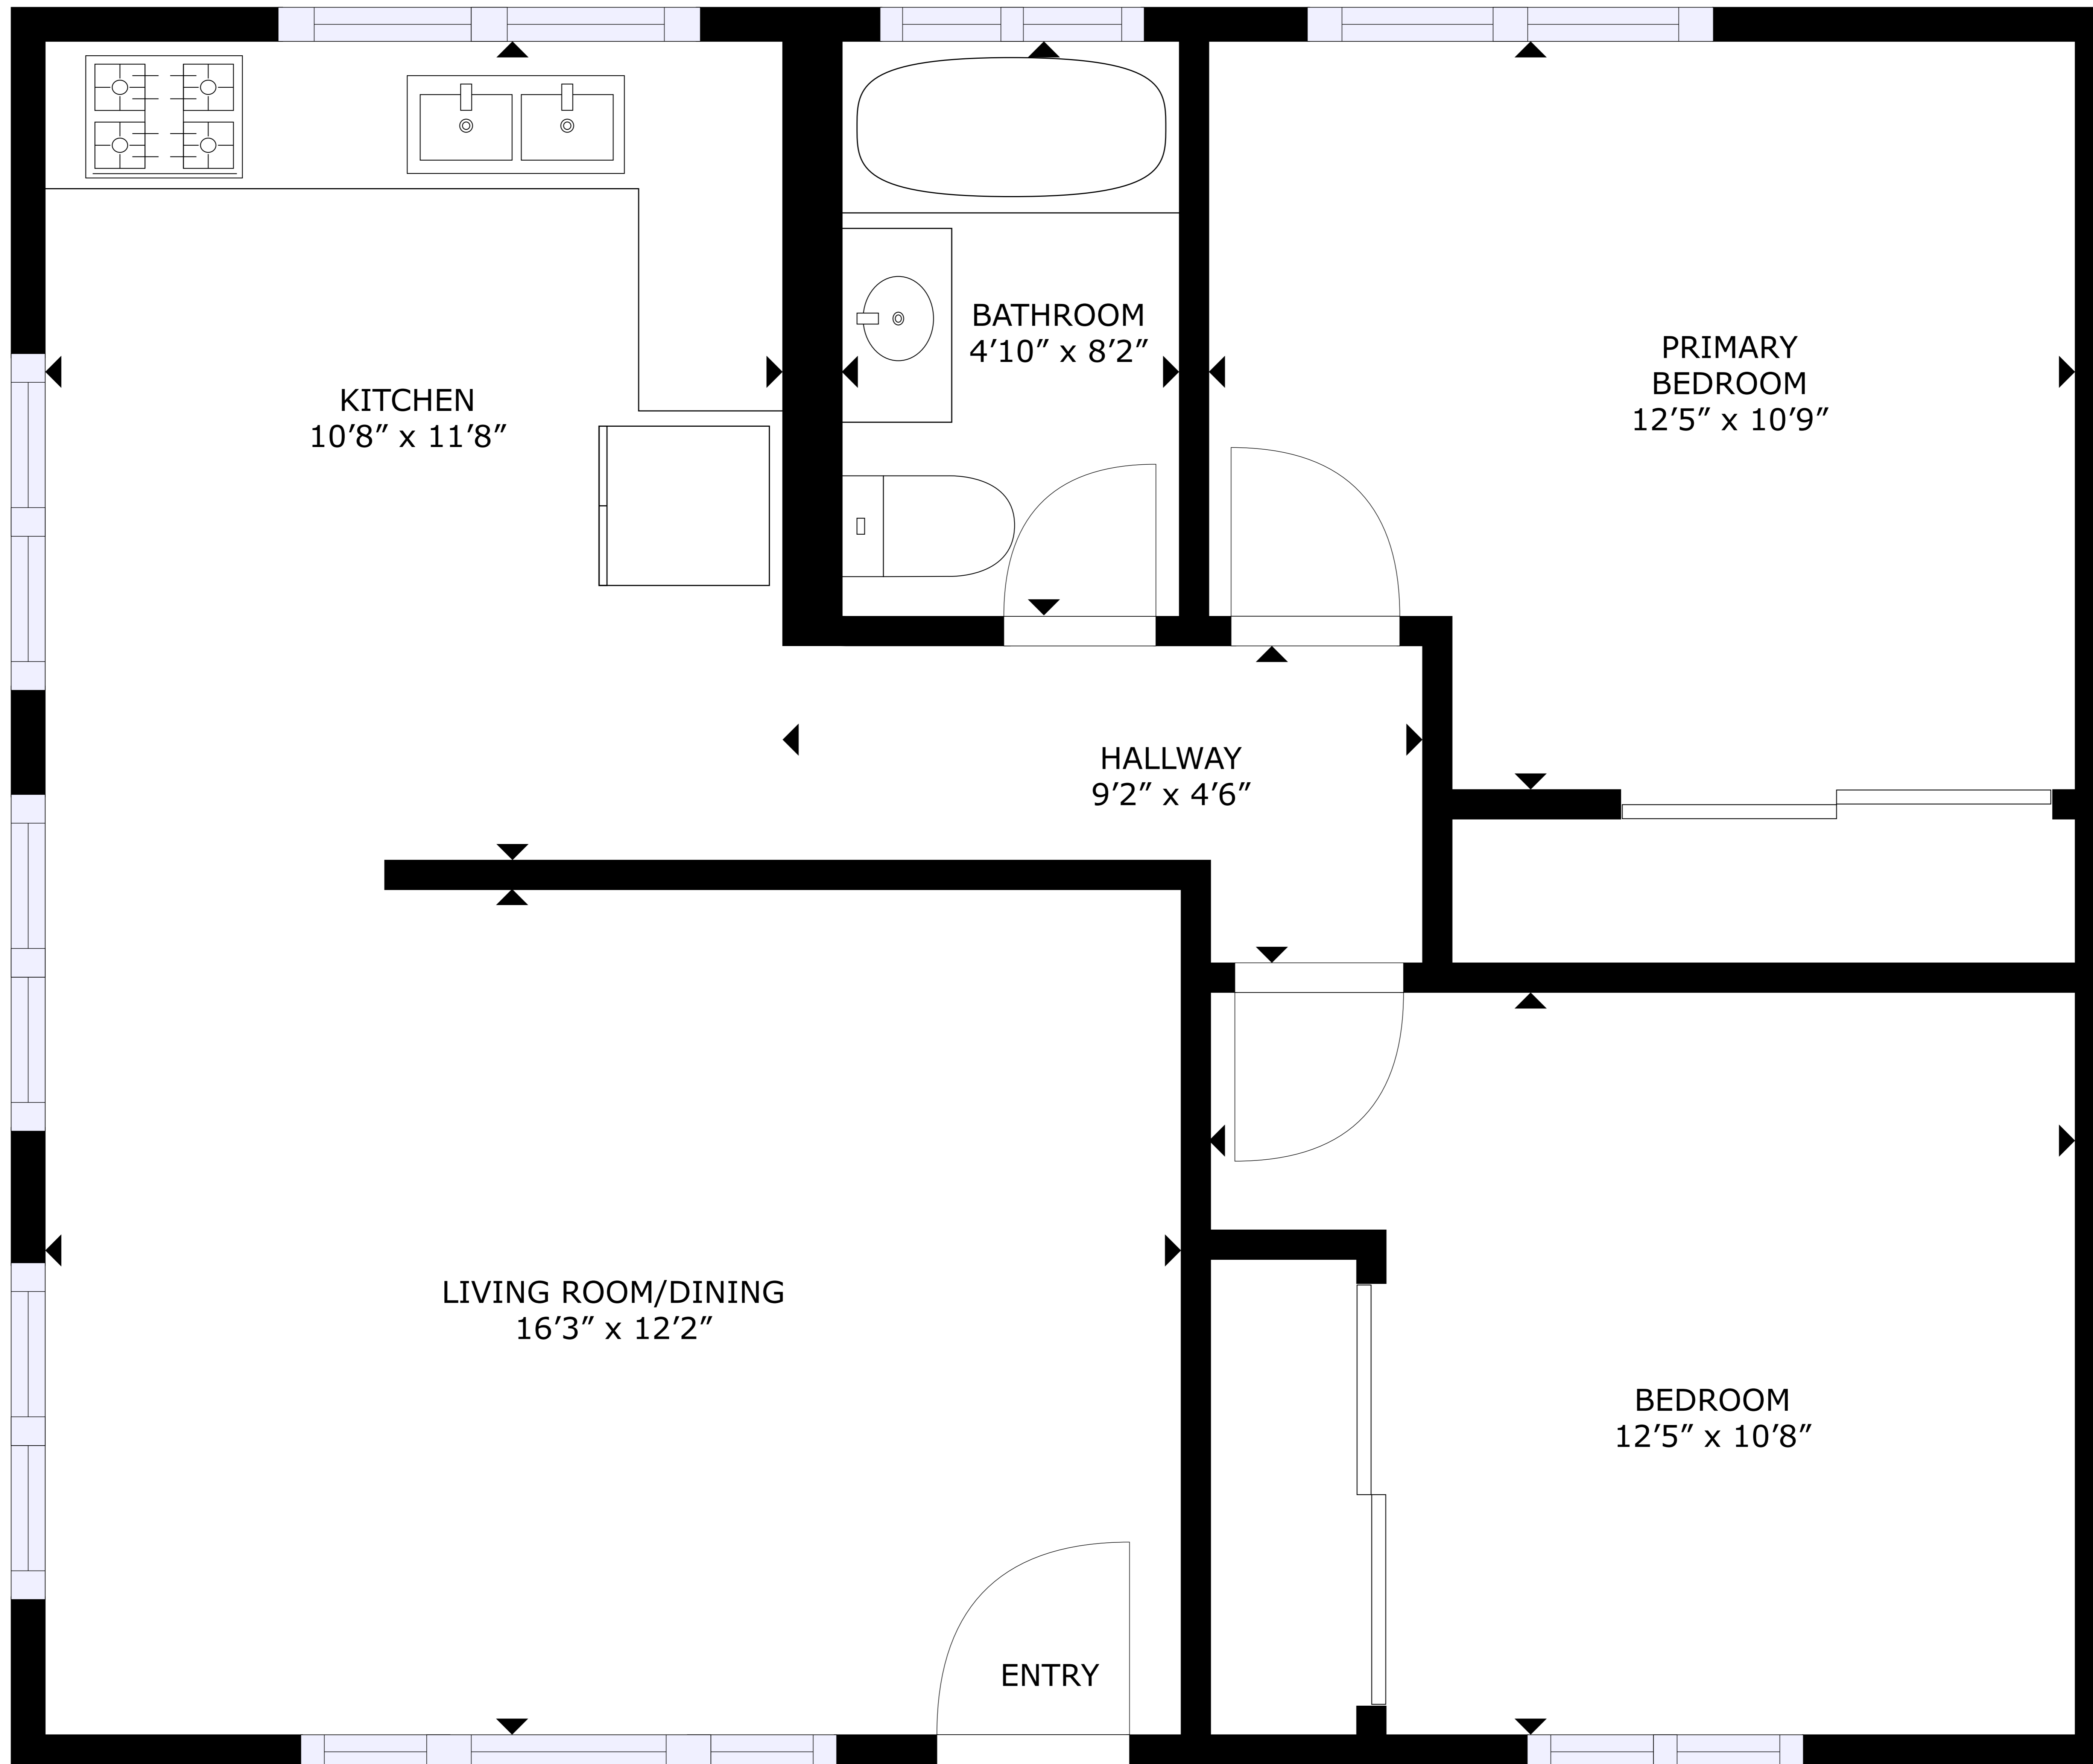 BATHROOM
4′10″ x 8′2″
PRIMARY
BEDROOM
12′5″ x 10′9″
KITCHEN
10′8″ x 11′8″
HALLWAY
9′2″ x 4′6″
LIVING ROOM/DINING
16′3″ x 12′2″
BEDROOM
12′5″ x 10′8″
ENTRY